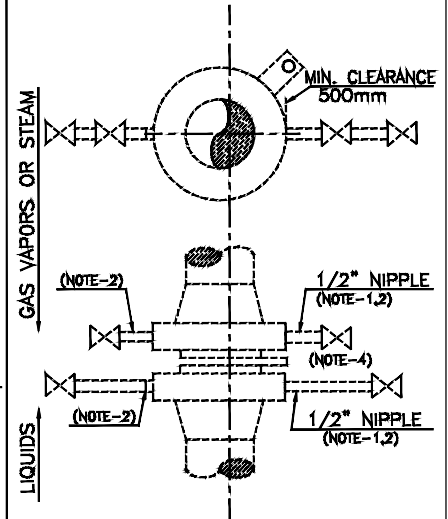 MIN. CLEARANCE
500mm
GAS VAPORS OR STEAM
(NOTE-2)
1/2" NIPPLE
(NOTE-1,2)
(NOTE-4)
(NOTE-2)
1/2" NIPPLE
(NOTE-1,2)
LIQUIDS